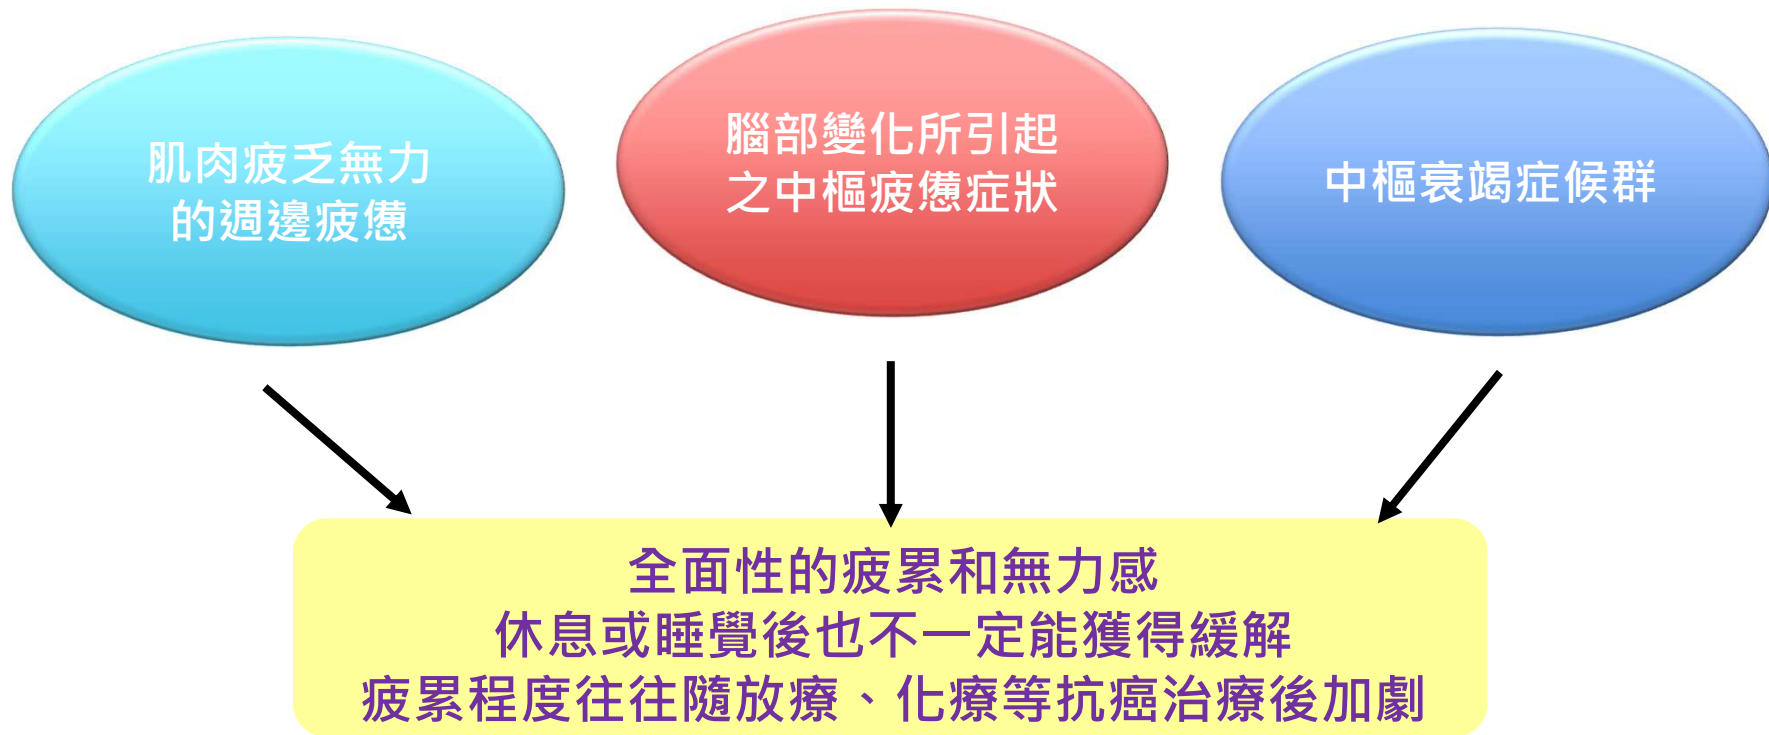 肌肉疲乏無力
的週邊疲憊
腦部變化所引起
之中樞疲憊症狀
中樞衰竭症候群
全面性的疲累和無力感
休息或睡覺後也不一定能獲得緩解
疲累程度往往隨放療、化療等抗癌治療後加劇